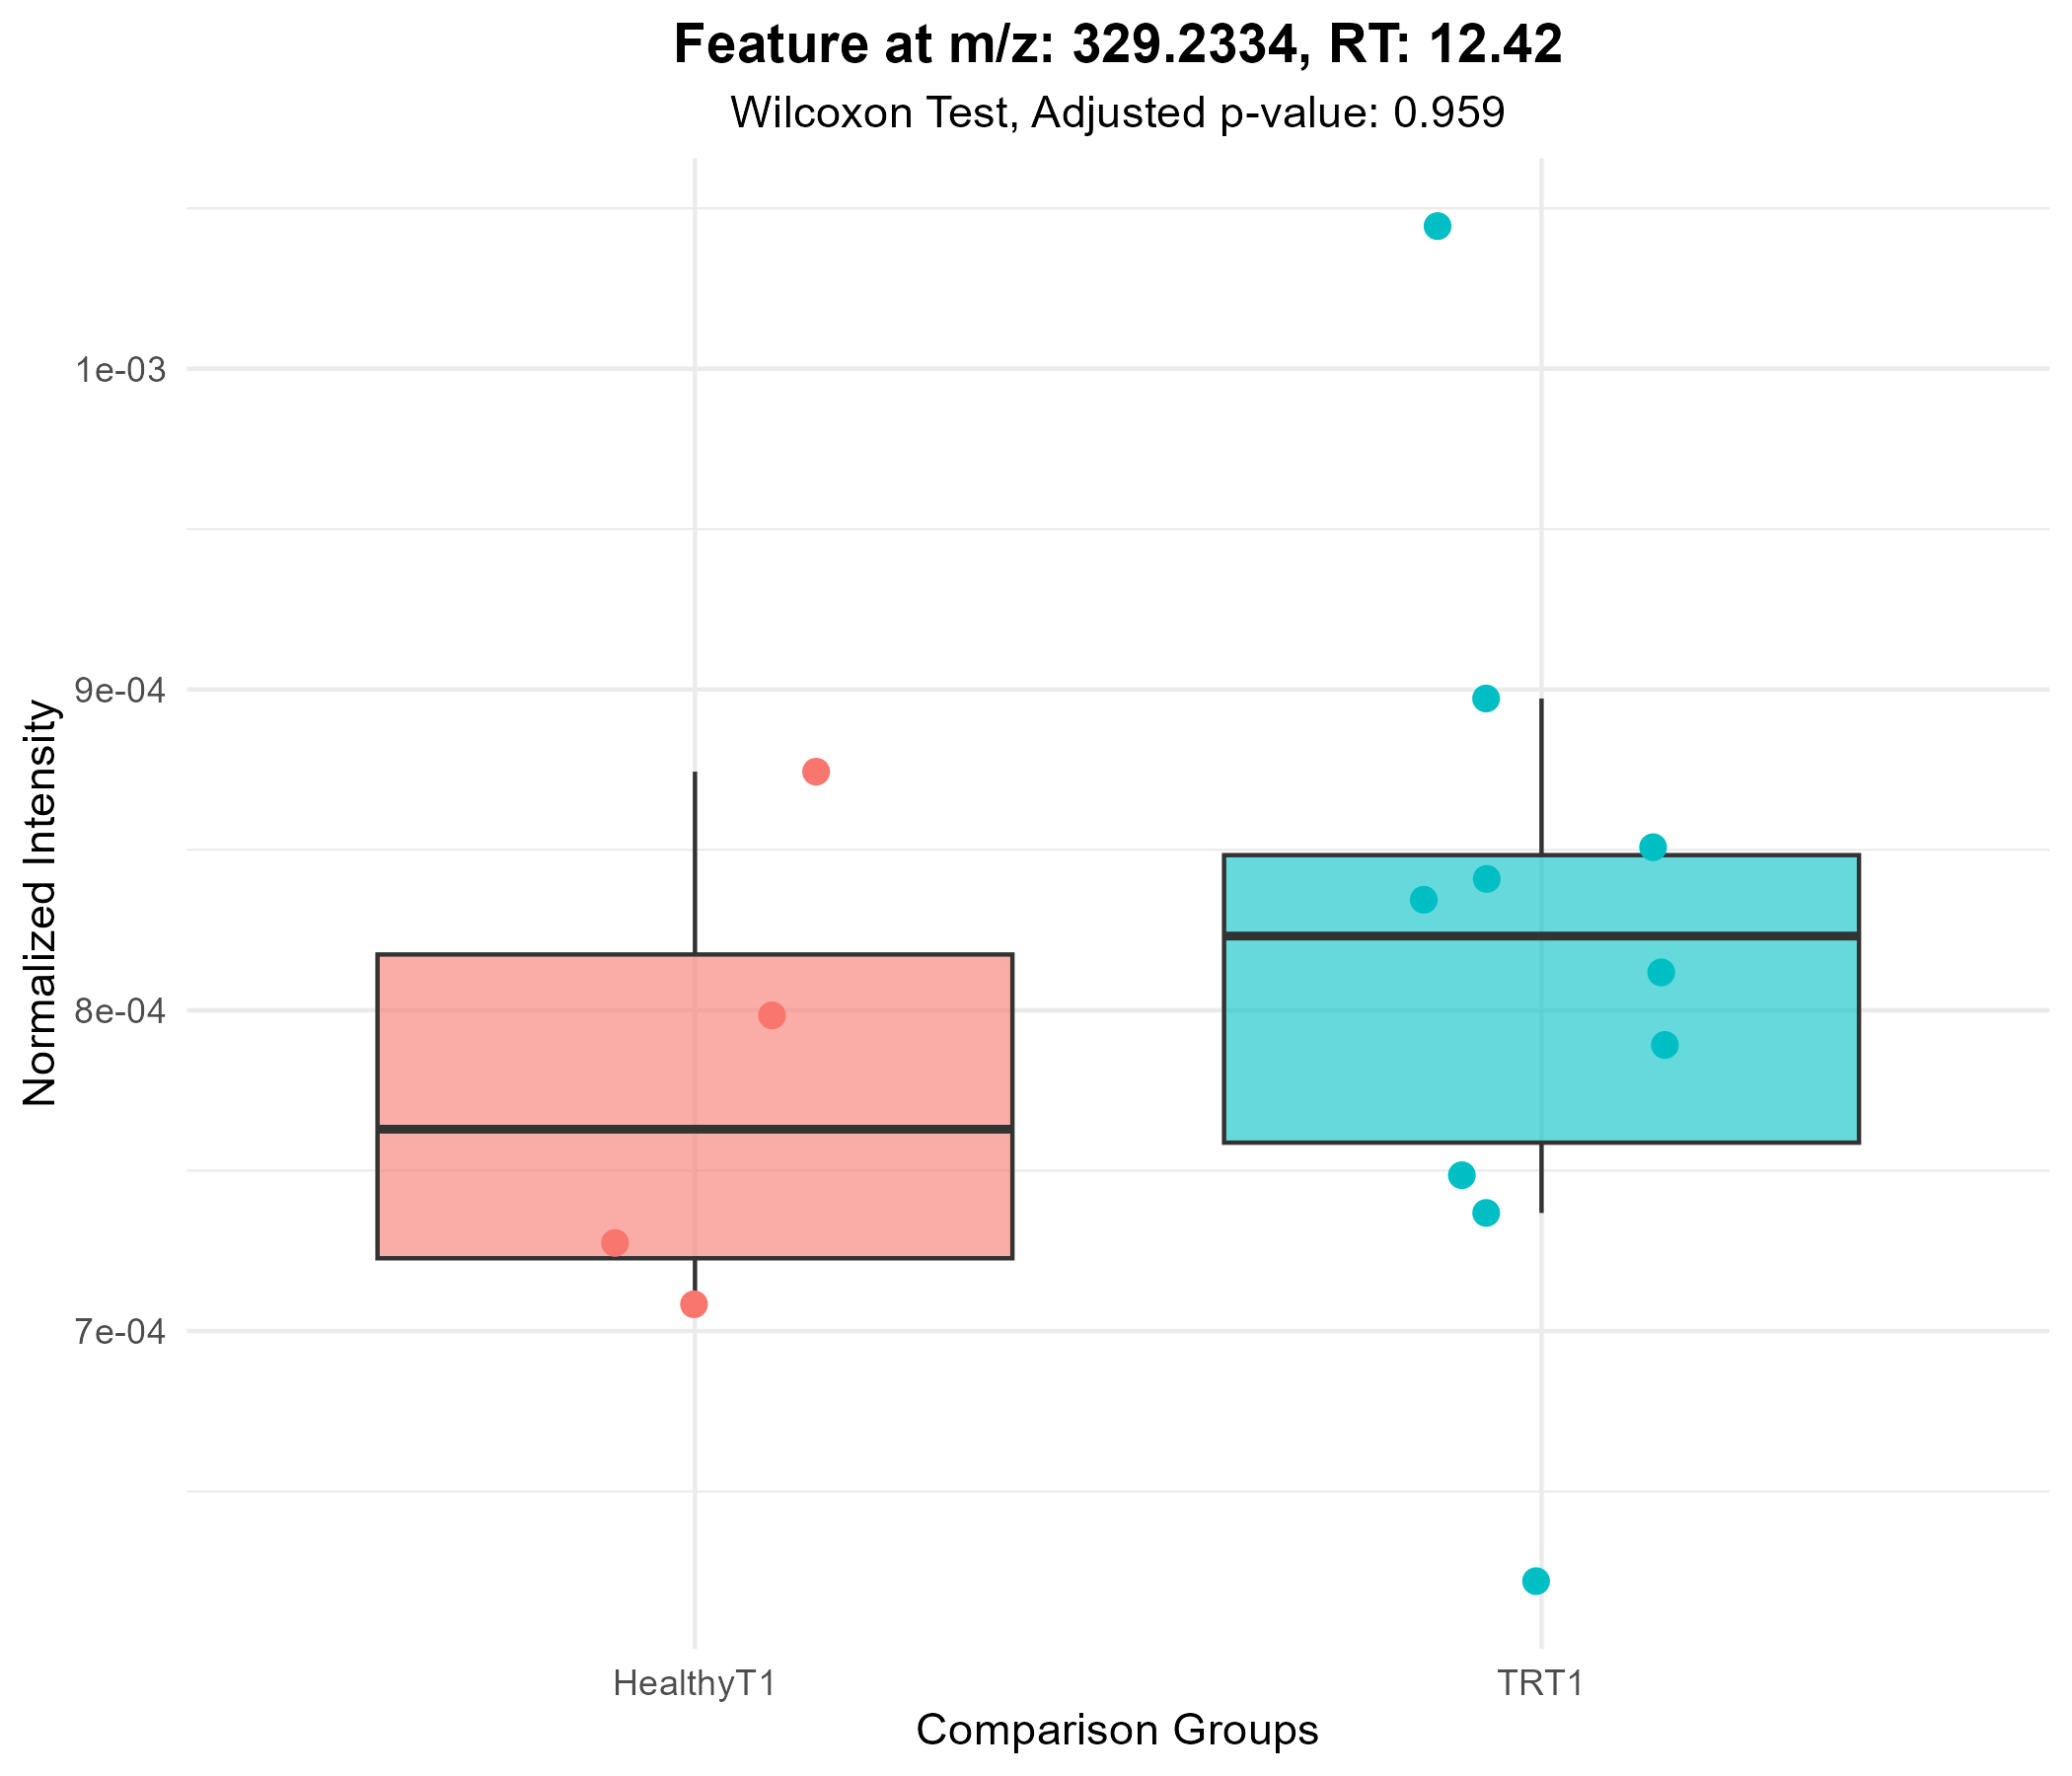 Feature at m/z: 329.2334, RT: 12.42
Wilcoxon Test, Adjusted p-value: 0.959
Normalized Intensity
1e-03
9e-04
8e-04
7e-04
HealthyT1
TRT1
Comparison Groups